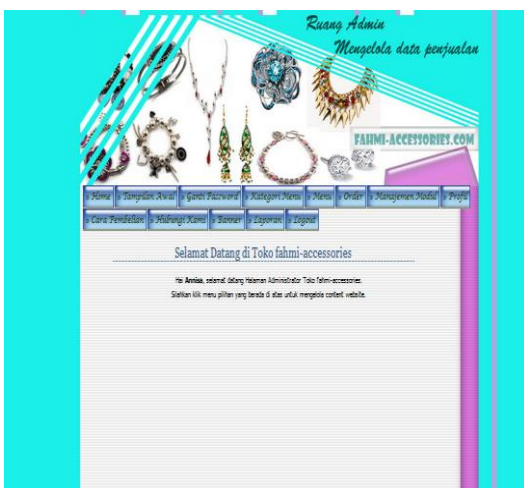 Ruang Admin
Mengelola data penjualan
FAHMI-ACCESSORIES.COM
» Home » Tampilan Awal » Ganti Password » Kategori Menu » Menu » Order » Manajemen Modul » Profil
» Cara Pembelian » Hubungi Kami » Banner » Laporan » Logout
Selamat Datang di Toko fahmi-accessories
Hai Annisa, selamat datang Halaman Administrator Toko fahmi-accessories.
Silahkan klik menu pilihan yang berada di atas untuk mengelola content website.